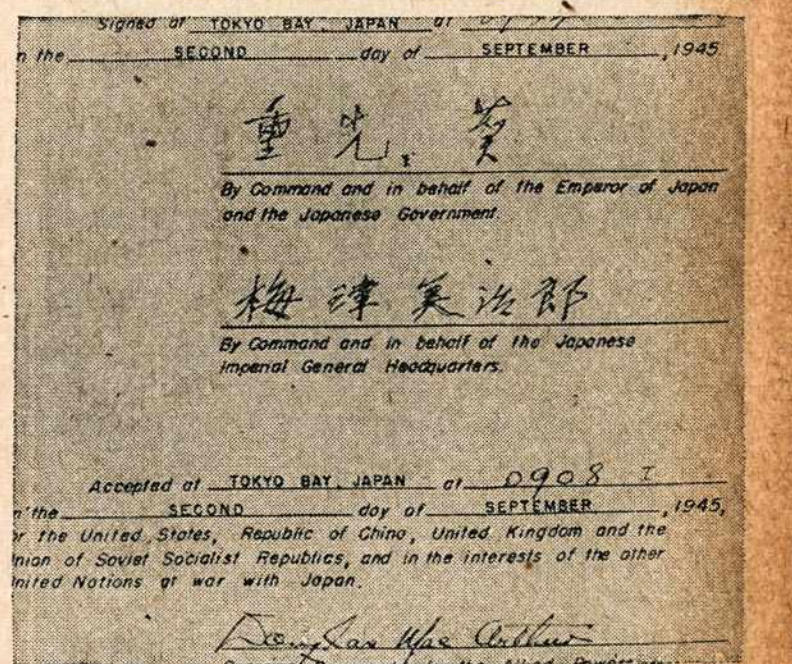 Signed at TOKYO BAY, JAPAN at
n the SECOND day of SEPTEMBER, 1945
重光葵
By Command and in behalf of the Emperor of Japan
and the Japanese Government.
梅津美治郎
By Command and in behalf of the Japanese
Imperial General Headquarters.
Accepted at TOKYO BAY, JAPAN at 0908 I
n the SECOND day of SEPTEMBER, 1945,
or the United States, Republic of China, United Kingdom and the
nion of Soviet Socialist Republics, and in the interests of the other
nited Nations at war with Japan.
Douglas MacArthur